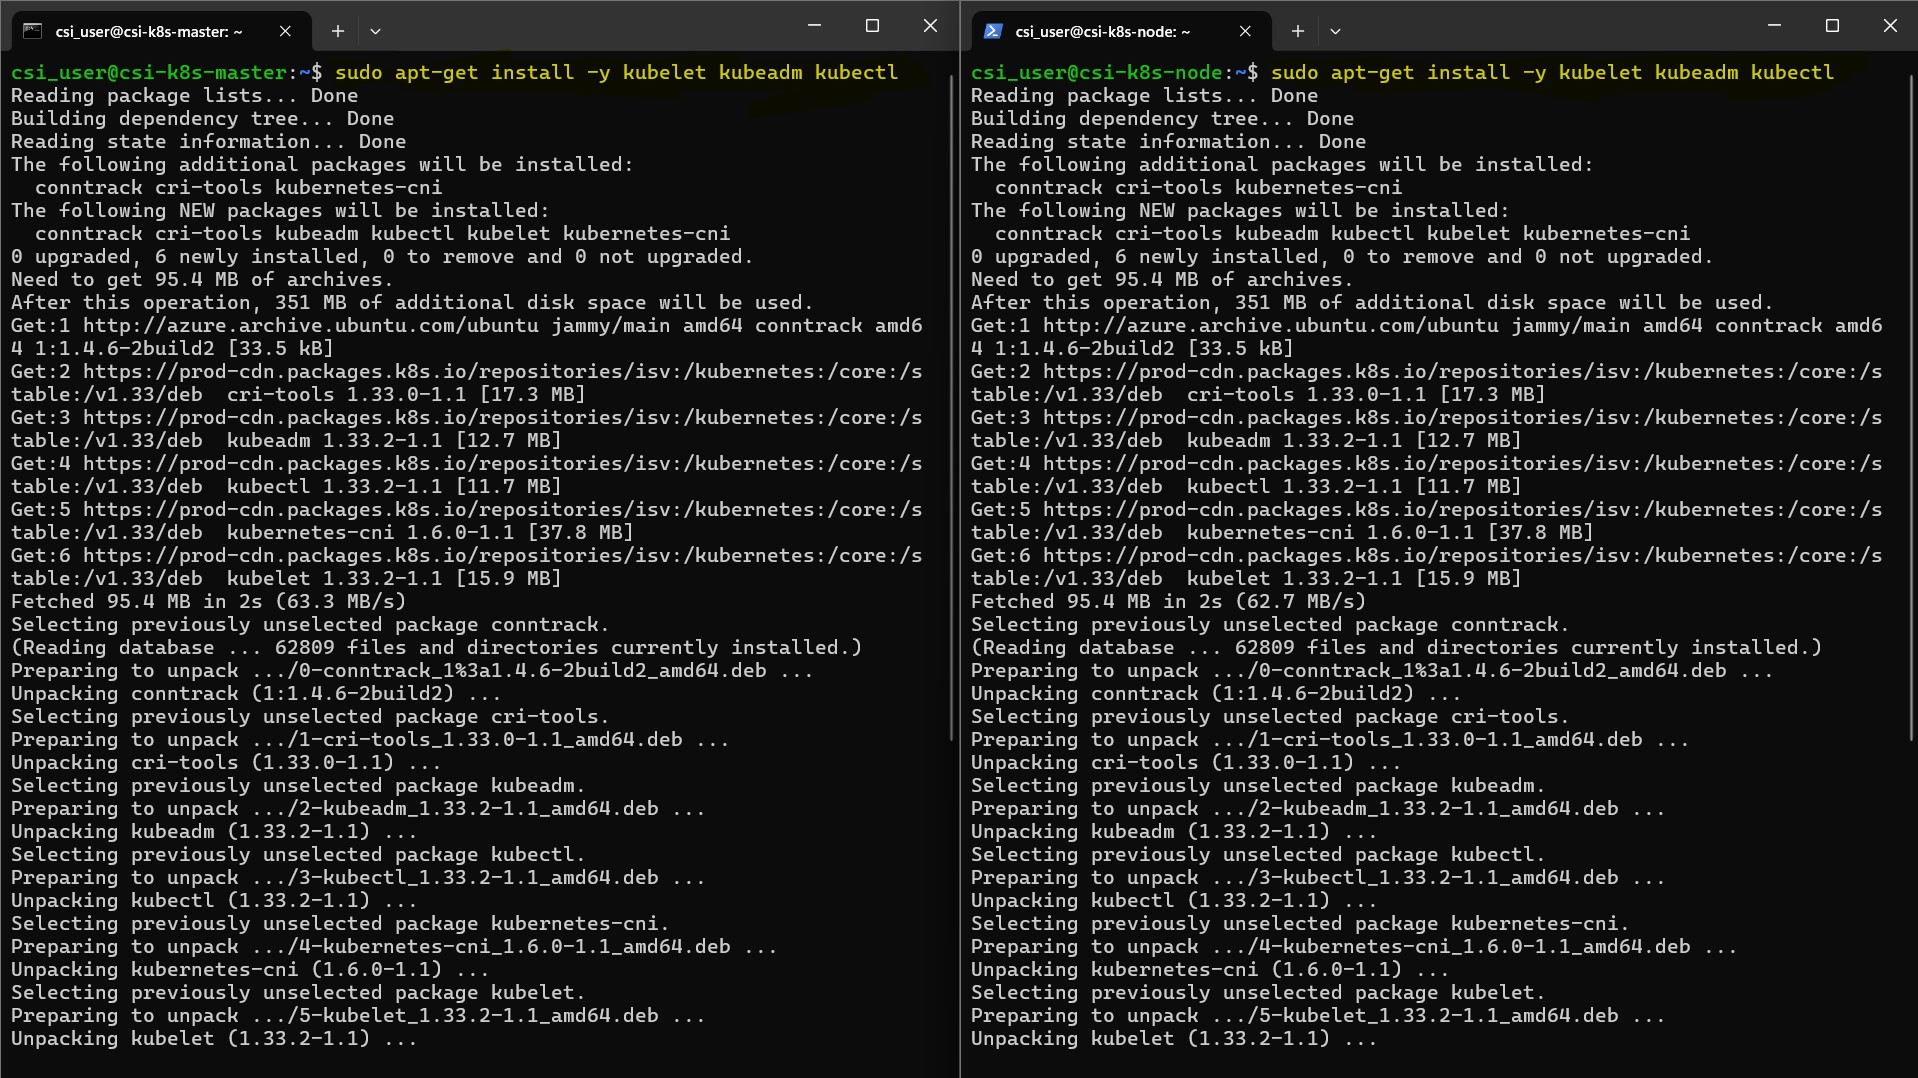 csi_user@csi-k8s-master: ~
csi_user@csi-k8s-master:~$ sudo apt-get install -y kubelet kubeadm kubectl
Reading package lists... Done
Building dependency tree... Done
Reading state information... Done
The following additional packages will be installed:
  conntrack cri-tools kubernetes-cni
The following NEW packages will be installed:
  conntrack cri-tools kubeadm kubectl kubelet kubernetes-cni
0 upgraded, 6 newly installed, 0 to remove and 0 not upgraded.
Need to get 95.4 MB of archives.
After this operation, 351 MB of additional disk space will be used.
Get:1 http://azure.archive.ubuntu.com/ubuntu jammy/main amd64 conntrack amd6
4 1:1.4.6-2build2 [33.5 kB]
Get:2 https://prod-cdn.packages.k8s.io/repositories/isv:/kubernetes:/core:/s
table:/v1.33/deb  cri-tools 1.33.0-1.1 [17.3 MB]
Get:3 https://prod-cdn.packages.k8s.io/repositories/isv:/kubernetes:/core:/s
table:/v1.33/deb  kubeadm 1.33.2-1.1 [12.7 MB]
Get:4 https://prod-cdn.packages.k8s.io/repositories/isv:/kubernetes:/core:/s
table:/v1.33/deb  kubectl 1.33.2-1.1 [11.7 MB]
Get:5 https://prod-cdn.packages.k8s.io/repositories/isv:/kubernetes:/core:/s
table:/v1.33/deb  kubernetes-cni 1.6.0-1.1 [37.8 MB]
Get:6 https://prod-cdn.packages.k8s.io/repositories/isv:/kubernetes:/core:/s
table:/v1.33/deb  kubelet 1.33.2-1.1 [15.9 MB]
Fetched 95.4 MB in 2s (63.3 MB/s)
Selecting previously unselected package conntrack.
(Reading database ... 62809 files and directories currently installed.)
Preparing to unpack .../0-conntrack_1%3a1.4.6-2build2_amd64.deb ...
Unpacking conntrack (1:1.4.6-2build2) ...
Selecting previously unselected package cri-tools.
Preparing to unpack .../1-cri-tools_1.33.0-1.1_amd64.deb ...
Unpacking cri-tools (1.33.0-1.1) ...
Selecting previously unselected package kubeadm.
Preparing to unpack .../2-kubeadm_1.33.2-1.1_amd64.deb ...
Unpacking kubeadm (1.33.2-1.1) ...
Selecting previously unselected package kubectl.
Preparing to unpack .../3-kubectl_1.33.2-1.1_amd64.deb ...
Unpacking kubectl (1.33.2-1.1) ...
Selecting previously unselected package kubernetes-cni.
Preparing to unpack .../4-kubernetes-cni_1.6.0-1.1_amd64.deb ...
Unpacking kubernetes-cni (1.6.0-1.1) ...
Selecting previously unselected package kubelet.
Preparing to unpack .../5-kubelet_1.33.2-1.1_amd64.deb ...
Unpacking kubelet (1.33.2-1.1) ...
csi_user@csi-k8s-node: ~
csi_user@csi-k8s-node:~$ sudo apt-get install -y kubelet kubeadm kubectl
Reading package lists... Done
Building dependency tree... Done
Reading state information... Done
The following additional packages will be installed:
  conntrack cri-tools kubernetes-cni
The following NEW packages will be installed:
  conntrack cri-tools kubeadm kubectl kubelet kubernetes-cni
0 upgraded, 6 newly installed, 0 to remove and 0 not upgraded.
Need to get 95.4 MB of archives.
After this operation, 351 MB of additional disk space will be used.
Get:1 http://azure.archive.ubuntu.com/ubuntu jammy/main amd64 conntrack amd6
4 1:1.4.6-2build2 [33.5 kB]
Get:2 https://prod-cdn.packages.k8s.io/repositories/isv:/kubernetes:/core:/s
table:/v1.33/deb  cri-tools 1.33.0-1.1 [17.3 MB]
Get:3 https://prod-cdn.packages.k8s.io/repositories/isv:/kubernetes:/core:/s
table:/v1.33/deb  kubeadm 1.33.2-1.1 [12.7 MB]
Get:4 https://prod-cdn.packages.k8s.io/repositories/isv:/kubernetes:/core:/s
table:/v1.33/deb  kubectl 1.33.2-1.1 [11.7 MB]
Get:5 https://prod-cdn.packages.k8s.io/repositories/isv:/kubernetes:/core:/s
table:/v1.33/deb  kubernetes-cni 1.6.0-1.1 [37.8 MB]
Get:6 https://prod-cdn.packages.k8s.io/repositories/isv:/kubernetes:/core:/s
table:/v1.33/deb  kubelet 1.33.2-1.1 [15.9 MB]
Fetched 95.4 MB in 2s (62.7 MB/s)
Selecting previously unselected package conntrack.
(Reading database ... 62809 files and directories currently installed.)
Preparing to unpack .../0-conntrack_1%3a1.4.6-2build2_amd64.deb ...
Unpacking conntrack (1:1.4.6-2build2) ...
Selecting previously unselected package cri-tools.
Preparing to unpack .../1-cri-tools_1.33.0-1.1_amd64.deb ...
Unpacking cri-tools (1.33.0-1.1) ...
Selecting previously unselected package kubeadm.
Preparing to unpack .../2-kubeadm_1.33.2-1.1_amd64.deb ...
Unpacking kubeadm (1.33.2-1.1) ...
Selecting previously unselected package kubectl.
Preparing to unpack .../3-kubectl_1.33.2-1.1_amd64.deb ...
Unpacking kubectl (1.33.2-1.1) ...
Selecting previously unselected package kubernetes-cni.
Preparing to unpack .../4-kubernetes-cni_1.6.0-1.1_amd64.deb ...
Unpacking kubernetes-cni (1.6.0-1.1) ...
Selecting previously unselected package kubelet.
Preparing to unpack .../5-kubelet_1.33.2-1.1_amd64.deb ...
Unpacking kubelet (1.33.2-1.1) ...